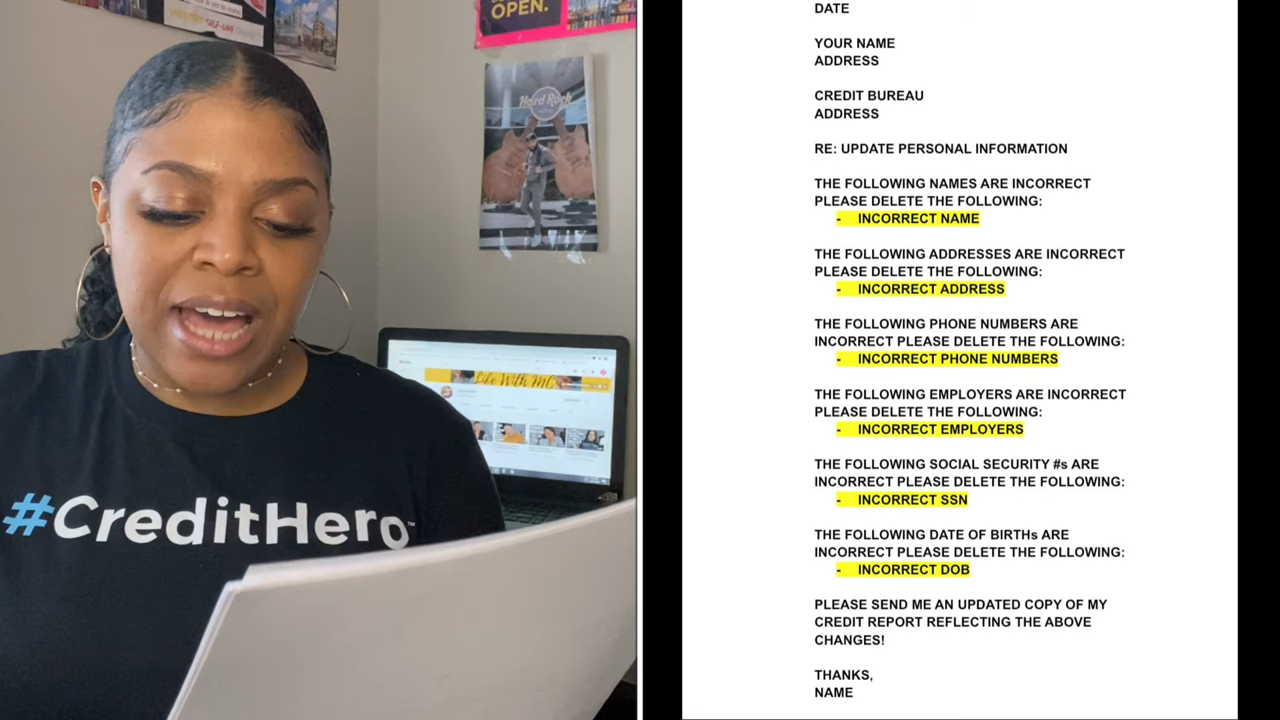 OPEN.
SELF-LOVE
Hard Rock
Life With MC
#CreditHero™
DATE
YOUR NAME
ADDRESS
CREDIT BUREAU
ADDRESS
RE: UPDATE PERSONAL INFORMATION
THE FOLLOWING NAMES ARE INCORRECT
PLEASE DELETE THE FOLLOWING:
- INCORRECT NAME
THE FOLLOWING ADDRESSES ARE INCORRECT
PLEASE DELETE THE FOLLOWING:
- INCORRECT ADDRESS
THE FOLLOWING PHONE NUMBERS ARE
INCORRECT PLEASE DELETE THE FOLLOWING:
- INCORRECT PHONE NUMBERS
THE FOLLOWING EMPLOYERS ARE INCORRECT
PLEASE DELETE THE FOLLOWING:
- INCORRECT EMPLOYERS
THE FOLLOWING SOCIAL SECURITY #s ARE
INCORRECT PLEASE DELETE THE FOLLOWING:
- INCORRECT SSN
THE FOLLOWING DATE OF BIRTHs ARE
INCORRECT PLEASE DELETE THE FOLLOWING:
- INCORRECT DOB
PLEASE SEND ME AN UPDATED COPY OF MY
CREDIT REPORT REFLECTING THE ABOVE
CHANGES!
THANKS,
NAME